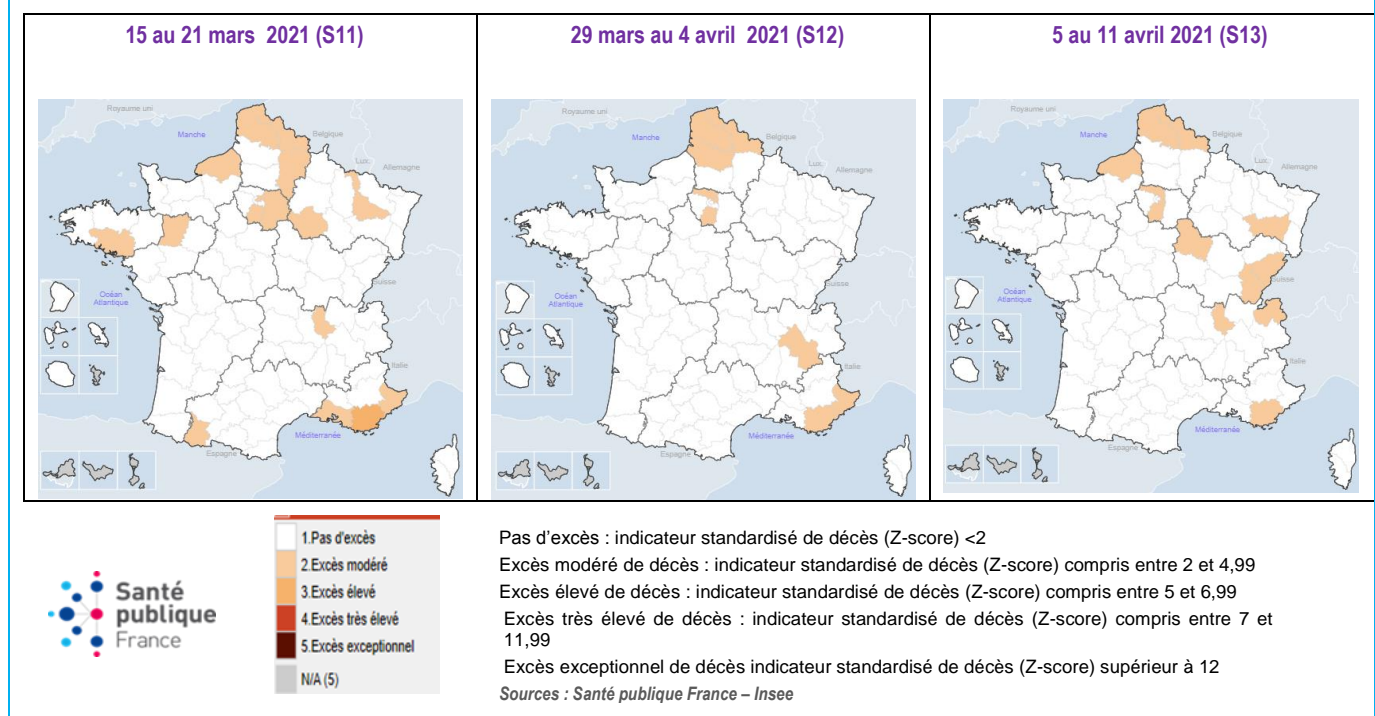 15 au 21 mars 2021 (S11)
29 mars au 4 avril 2021 (S12)
5 au 11 avril 2021 (S13)
Royaume uni
Manche
Belgique
Lux.
Allemagne
Océan
Atlantique
Suisse
Italie
Méditerranée
Espagne
Royaume uni
Manche
Belgique
Lux.
Allemagne
Océan
Atlantique
Suisse
Italie
Méditerranée
Espagne
Royaume uni
Manche
Belgique
Lux.
Allemagne
Océan
Atlantique
Suisse
Italie
Méditerranée
Espagne
Santé
publique
France
1.Pas d'excès
2.Excès modéré
3.Excès élevé
4.Excès très élevé
5.Excès exceptionnel
N/A (5)
Pas d'excès : indicateur standardisé de décès (Z-score) <2
Excès modéré de décès : indicateur standardisé de décès (Z-score) compris entre 2 et 4,99
Excès élevé de décès : indicateur standardisé de décès (Z-score) compris entre 5 et 6,99
Excès très élevé de décès : indicateur standardisé de décès (Z-score) compris entre 7 et
11,99
Excès exceptionnel de décès indicateur standardisé de décès (Z-score) supérieur à 12
Sources : Santé publique France – Insee